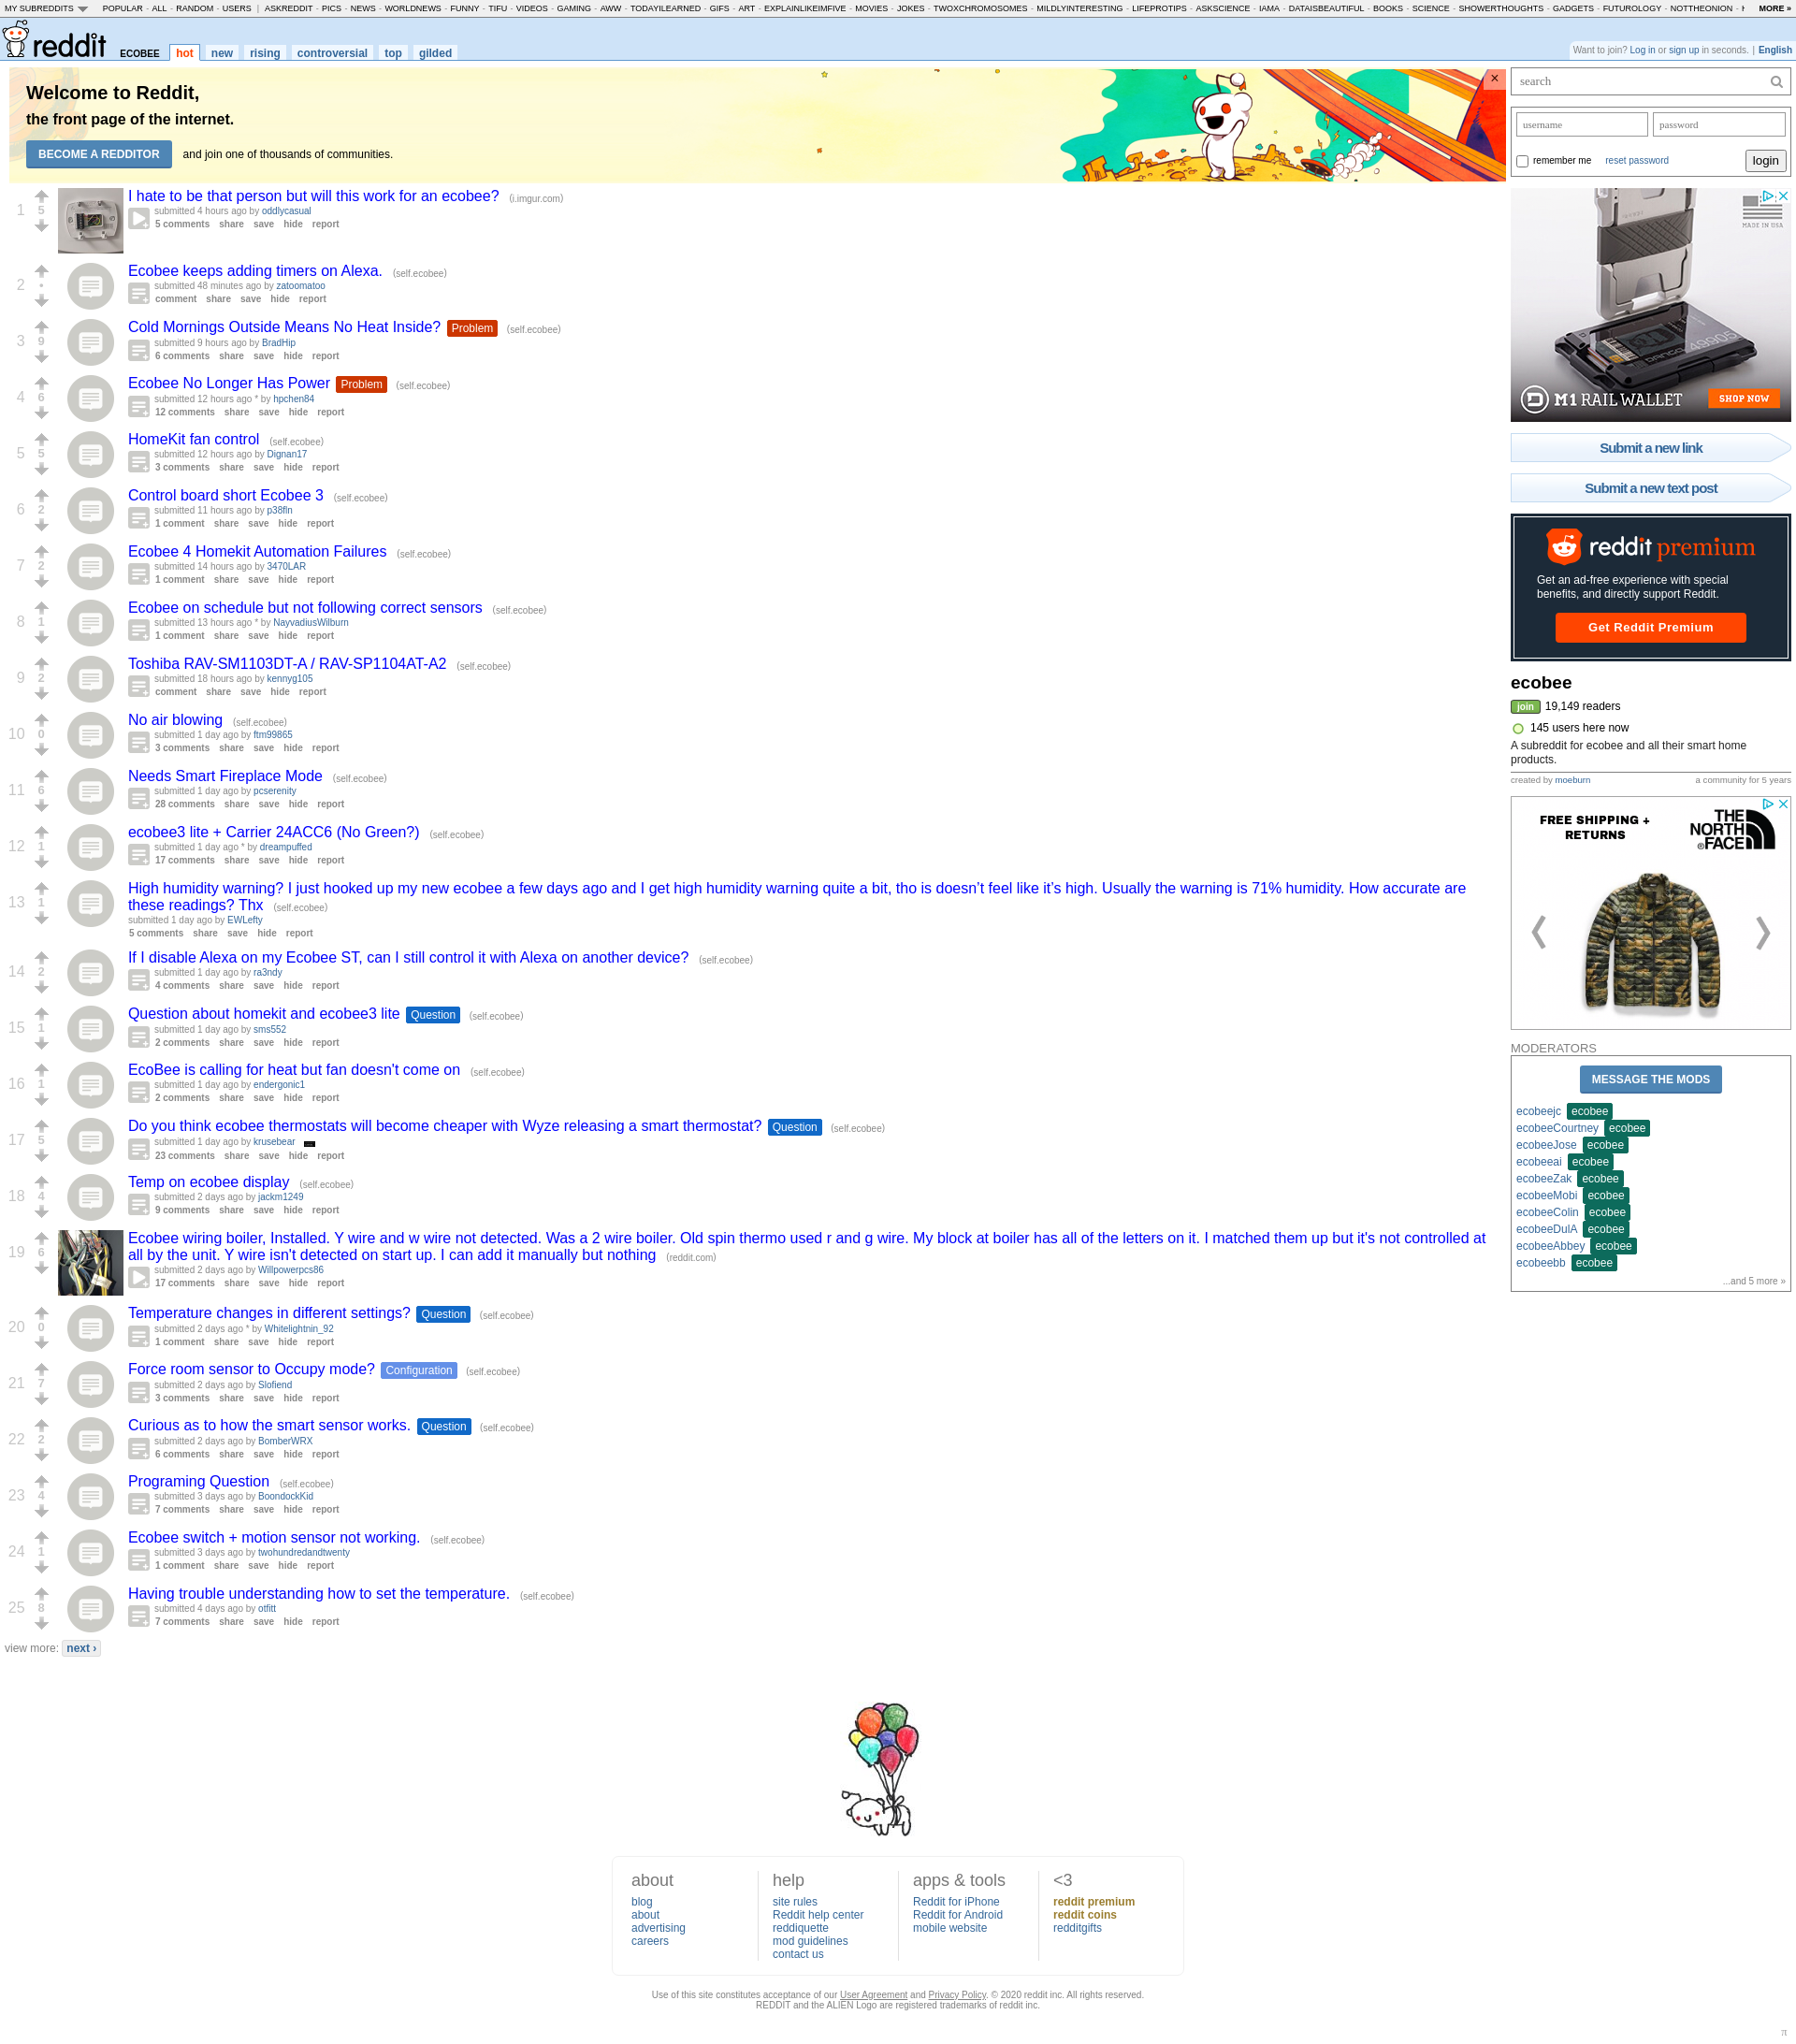 MY SUBREDDITS POPULAR - ALL - RANDOM - USERS | ASKREDDIT - PICS - NEWS - WORLDNEWS - FUNNY - TIFU - VIDEOS - GAMING - AWW - TODAYILEARNED - GIFS - ART - EXPLAINLIKEIMFIVE - MOVIES - JOKES - TWOXCHROMOSOMES - MILDLYINTERESTING - LIFEPROTIPS - ASKSCIENCE - IAMA - DATAISBEAUTIFUL - BOOKS - SCIENCE - SHOWERTHOUGHTS - GADGETS - FUTUROLOGY - NOTTHEONION - MORE »
reddit ECOBEE hot new rising controversial top gilded
Want to join? Log in or sign up in seconds. | English
Welcome to Reddit,
the front page of the internet.
BECOME A REDDITOR and join one of thousands of communities.
×
1 5 I hate to be that person but will this work for an ecobee? (i.imgur.com)
submitted 4 hours ago by oddlycasual
5 comments share save hide report
2 • Ecobee keeps adding timers on Alexa. (self.ecobee)
submitted 48 minutes ago by zatoomatoo
comment share save hide report
3 9 Cold Mornings Outside Means No Heat Inside? Problem (self.ecobee)
submitted 9 hours ago by BradHip
6 comments share save hide report
4 6 Ecobee No Longer Has Power Problem (self.ecobee)
submitted 12 hours ago * by hpchen84
12 comments share save hide report
5 5 HomeKit fan control (self.ecobee)
submitted 12 hours ago by Dignan17
3 comments share save hide report
6 2 Control board short Ecobee 3 (self.ecobee)
submitted 11 hours ago by p38fln
1 comment share save hide report
7 2 Ecobee 4 Homekit Automation Failures (self.ecobee)
submitted 14 hours ago by 3470LAR
1 comment share save hide report
8 1 Ecobee on schedule but not following correct sensors (self.ecobee)
submitted 13 hours ago * by NayvadiusWilburn
1 comment share save hide report
9 2 Toshiba RAV-SM1103DT-A / RAV-SP1104AT-A2 (self.ecobee)
submitted 18 hours ago by kennyg105
comment share save hide report
10 0 No air blowing (self.ecobee)
submitted 1 day ago by ftm99865
3 comments share save hide report
11 6 Needs Smart Fireplace Mode (self.ecobee)
submitted 1 day ago by pcserenity
28 comments share save hide report
12 1 ecobee3 lite + Carrier 24ACC6 (No Green?) (self.ecobee)
submitted 1 day ago * by dreampuffed
17 comments share save hide report
13 1 High humidity warning? I just hooked up my new ecobee a few days ago and I get high humidity warning quite a bit, tho is doesn’t feel like it’s high. Usually the warning is 71% humidity. How accurate are
these readings? Thx (self.ecobee)
submitted 1 day ago by EWLefty
5 comments share save hide report
14 2 If I disable Alexa on my Ecobee ST, can I still control it with Alexa on another device? (self.ecobee)
submitted 1 day ago by ra3ndy
4 comments share save hide report
15 1 Question about homekit and ecobee3 lite Question (self.ecobee)
submitted 1 day ago by sms552
2 comments share save hide report
16 1 EcoBee is calling for heat but fan doesn't come on (self.ecobee)
submitted 1 day ago by endergonic1
2 comments share save hide report
17 5 Do you think ecobee thermostats will become cheaper with Wyze releasing a smart thermostat? Question (self.ecobee)
submitted 1 day ago by krusebear
23 comments share save hide report
18 4 Temp on ecobee display (self.ecobee)
submitted 2 days ago by jackm1249
9 comments share save hide report
19 6 Ecobee wiring boiler, Installed. Y wire and w wire not detected. Was a 2 wire boiler. Old spin thermo used r and g wire. My block at boiler has all of the letters on it. I matched them up but it's not controlled at
all by the unit. Y wire isn't detected on start up. I can add it manually but nothing (reddit.com)
submitted 2 days ago by Willpowerpcs86
17 comments share save hide report
20 0 Temperature changes in different settings? Question (self.ecobee)
submitted 2 days ago * by Whitelightnin_92
1 comment share save hide report
21 7 Force room sensor to Occupy mode? Configuration (self.ecobee)
submitted 2 days ago by Slofiend
3 comments share save hide report
22 2 Curious as to how the smart sensor works. Question (self.ecobee)
submitted 2 days ago by BomberWRX
6 comments share save hide report
23 4 Programing Question (self.ecobee)
submitted 3 days ago by BoondockKid
7 comments share save hide report
24 1 Ecobee switch + motion sensor not working. (self.ecobee)
submitted 3 days ago by twohundredandtwenty
1 comment share save hide report
25 8 Having trouble understanding how to set the temperature. (self.ecobee)
submitted 4 days ago by otfitt
7 comments share save hide report
view more: next ›
search
username password
remember me reset password login
MADE IN USA
M1 RAIL WALLET SHOP NOW
Submit a new link
Submit a new text post
reddit premium
Get an ad-free experience with special
benefits, and directly support Reddit.
Get Reddit Premium
ecobee
join 19,149 readers
145 users here now
A subreddit for ecobee and all their smart home
products.
created by moeburn a community for 5 years
FREE SHIPPING +
RETURNS
THE
NORTH
FACE
MODERATORS
MESSAGE THE MODS
ecobeejc ecobee
ecobeeCourtney ecobee
ecobeeJose ecobee
ecobeeai ecobee
ecobeeZak ecobee
ecobeeMobi ecobee
ecobeeColin ecobee
ecobeeDulA ecobee
ecobeeAbbey ecobee
ecobeebb ecobee
...and 5 more »
about
blog
about
advertising
careers
help
site rules
Reddit help center
reddiquette
mod guidelines
contact us
apps & tools
Reddit for iPhone
Reddit for Android
mobile website
<3
reddit premium
reddit coins
redditgifts
Use of this site constitutes acceptance of our User Agreement and Privacy Policy. © 2020 reddit inc. All rights reserved.
REDDIT and the ALIEN Logo are registered trademarks of reddit inc.
π